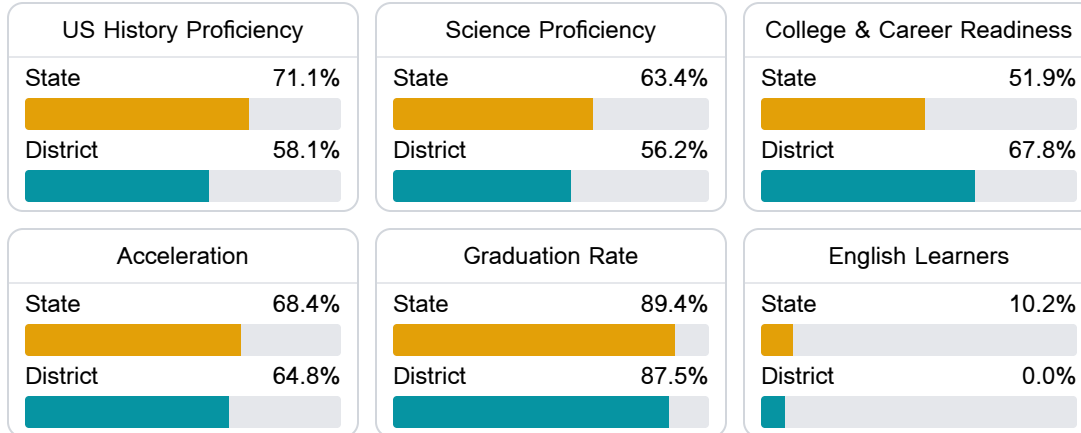 US History Proficiency
State 71.1%
District 58.1%
Science Proficiency
State 63.4%
District 56.2%
College & Career Readiness
State 51.9%
District 67.8%
Acceleration
State 68.4%
District 64.8%
Graduation Rate
State 89.4%
District 87.5%
English Learners
State 10.2%
District 0.0%